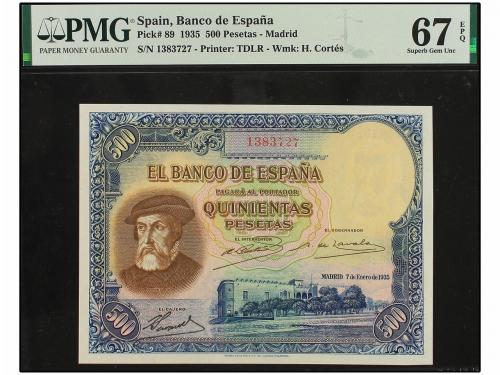 PMG
PAPER MONEY GUARANTY
Spain, Banco de España
Pick# 89 1935 500 Pesetas - Madrid
S/N 1383727 - Printer: TDLR - Wmk: H. Cortés
67 EPQ
Superb Gem Unc
500
500
1383727
EL BANCO DE ESPAÑA
PAGARÁ AL PORTADOR
QUINIENTAS
PESETAS
EL INTERVENTOR
EL GOBERNADOR
MADRID 7 de Enero de 1935
EL CAJERO
500
500